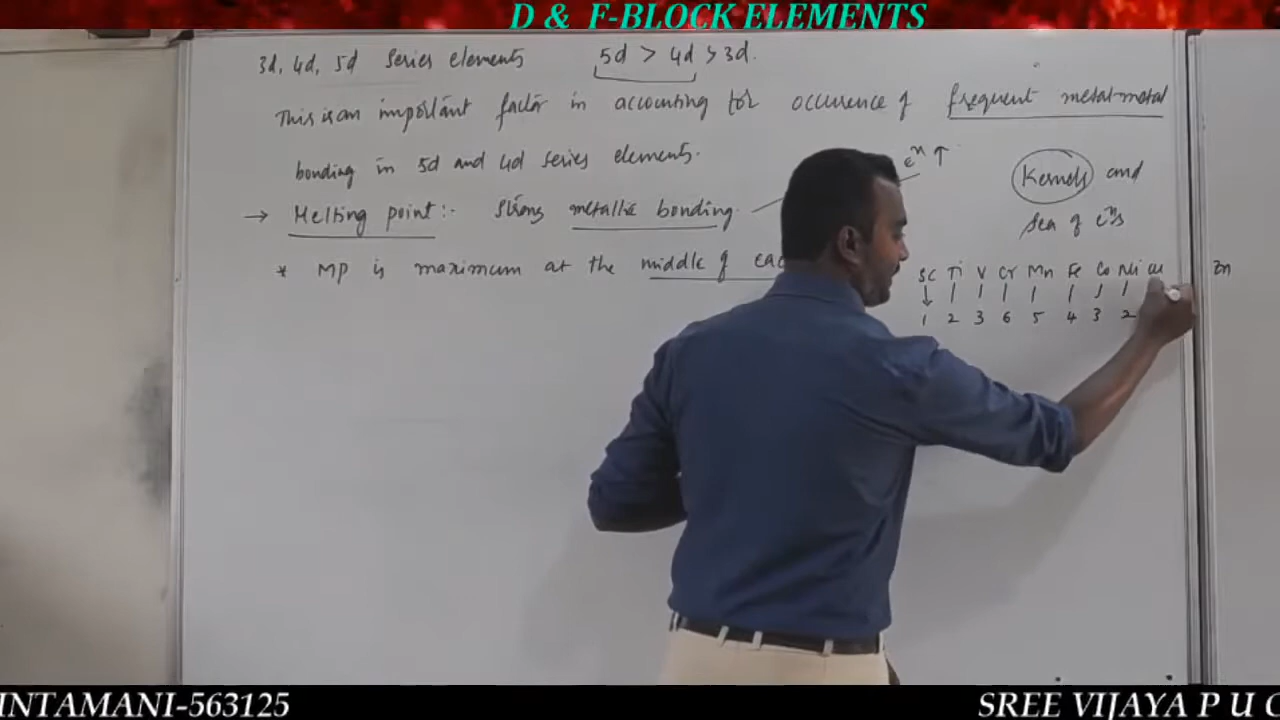 D & F-BLOCK ELEMENTS
3d, 4d, 5d series elements 5d > 4d > 3d.
This is an important factor in accounting for occurence of frequent metal-metal
bonding in 5d and 4d series elements.
eⁿ ↑
Kernels and
sea of eⁿs
→ Melting point:- Strong metallic bonding.
* MP is maximum at the middle of eac
Sc Ti V Cr Mn Fe Co Ni Cu Zn
1 2 3 6 5 4 3 2
INTAMANI-563125
SREE VIJAYA P U C